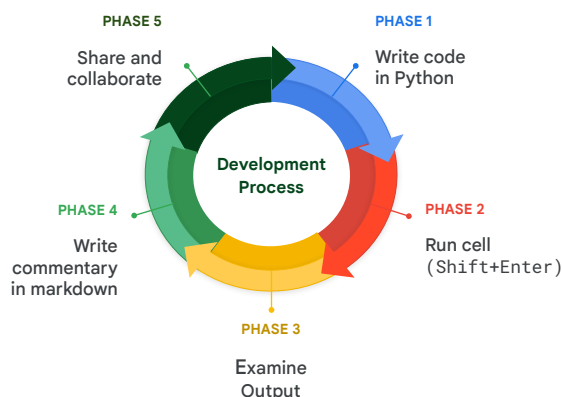 PHASE 5
Share and
collaborate
PHASE 1
Write code
in Python
Development
Process
PHASE 2
Run cell
(Shift+Enter)
PHASE 4
Write
commentary
in markdown
PHASE 3
Examine
Output